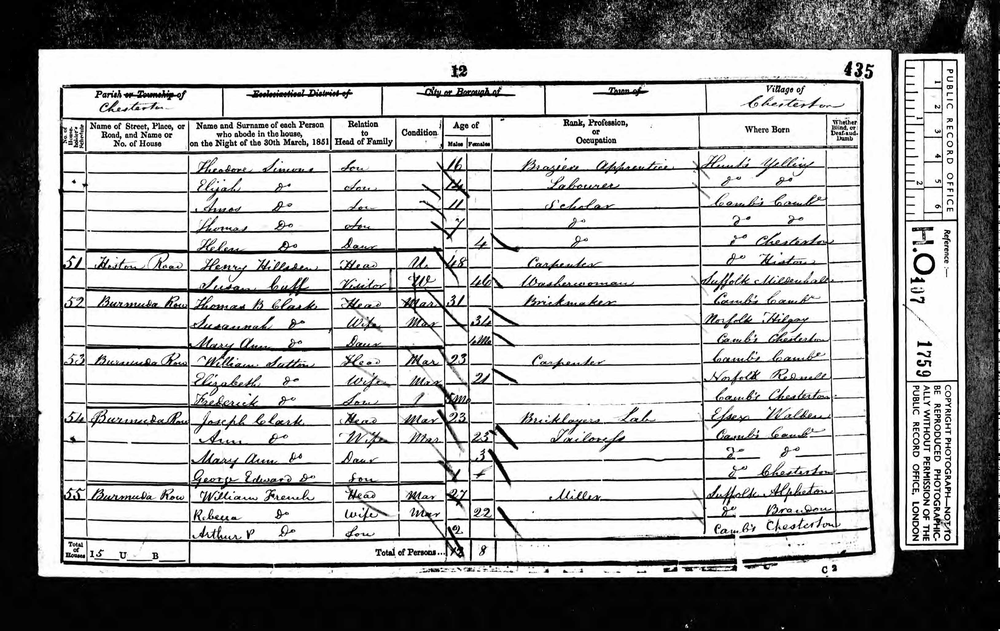 12
435
Parish or Township of
Chesterton
Ecclesiastical District of
City or Borough of
Town of
Village of
Chesterton
No. of House-holder's Schedule
Name of Street, Place, or Road, and Name or No. of House
Name and Surname of each Person who abode in the house, on the Night of the 30th March, 1851
Relation to Head of Family
Condition
Age of
Males Females
Rank, Profession, or Occupation
Where Born
Whether Blind, or Deaf-and-Dumb
Theodore Simons Son 16 Braziers Apprentice Hunts Yelling
Elijah Do Son 14 Labourer Do Do
Amos Do Son 11 Scholar Camb's Camb e
Thomas Do Son 7 Do Do Do
Helen Do Daur 4 Do Do Chesterton
51 Histon Road Henry Hillsden Head U. 48 Carpenter Do Histon
Susan Cuff Visitor W 46 Washerwoman Suffolk Mildenhall
52 Burmuda Row Thomas B Clark Head Mar 31 Brickmaker Camb's Camb e
Susannah Do Wife Mar 34 Norfolk Hilgay
Mary Ann Do Daur 4Mo Camb's Chesterton
53 Burmuda Row William Sutton Head Mar 23 Carpenter Camb's Camb e
Elizabeth Do Wife Mar 21 Norfolk Rednell
Frederick Do Son 5Mo Camb's Chesterton
54 Burmuda Row Joseph Clark Head Mar 23 Bricklayers Lab Essex Walden
Ann Do Wife Mar 23 Tailoress Camb's Camb e
Mary Ann Do Daur 3 Do Do
George Edward Do Son 1 Do Chesterton
55 Burmuda Row William French Head Mar 27 Miller Suffolk Alpheton
Rebecca Do Wife Mar 22 Do Brandon
Arthur P Do Son 2 Camb's Chesterton
Total of Houses 15 U B Total of Persons... 13 8
C 2
PUBLIC RECORD OFFICE
1 2 3 4 5 6
1 2
Reference :—
H.O. 107 / 1759
COPYRIGHT PHOTOGRAPH—NOT TO
BE REPRODUCED PHOTOGRAPHIC-
ALLY WITHOUT PERMISSION OF THE
PUBLIC RECORD OFFICE, LONDON